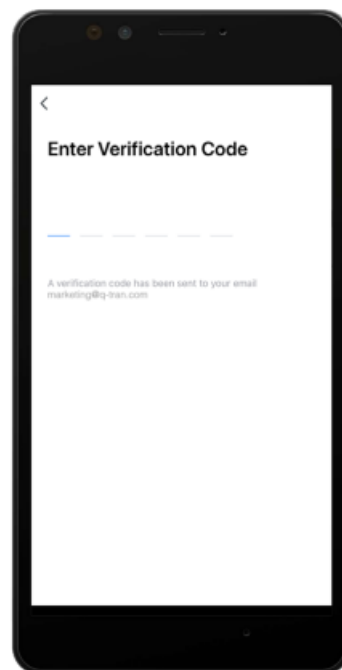 Enter Verification Code
A verification code has been sent to your email
marketing@q-tran.com